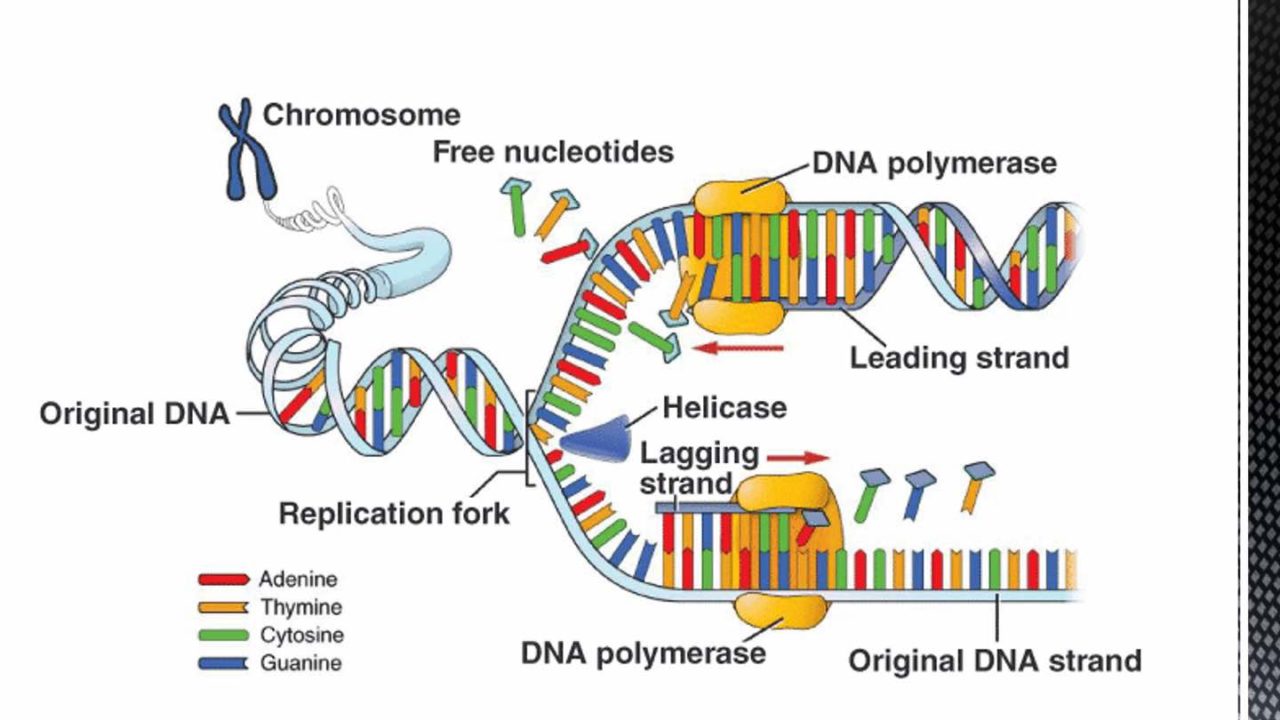 Chromosome
Free nucleotides
DNA polymerase
Leading strand
Helicase
Original DNA
Lagging
strand
Replication fork
Adenine
Thymine
Cytosine
Guanine
DNA polymerase
Original DNA strand